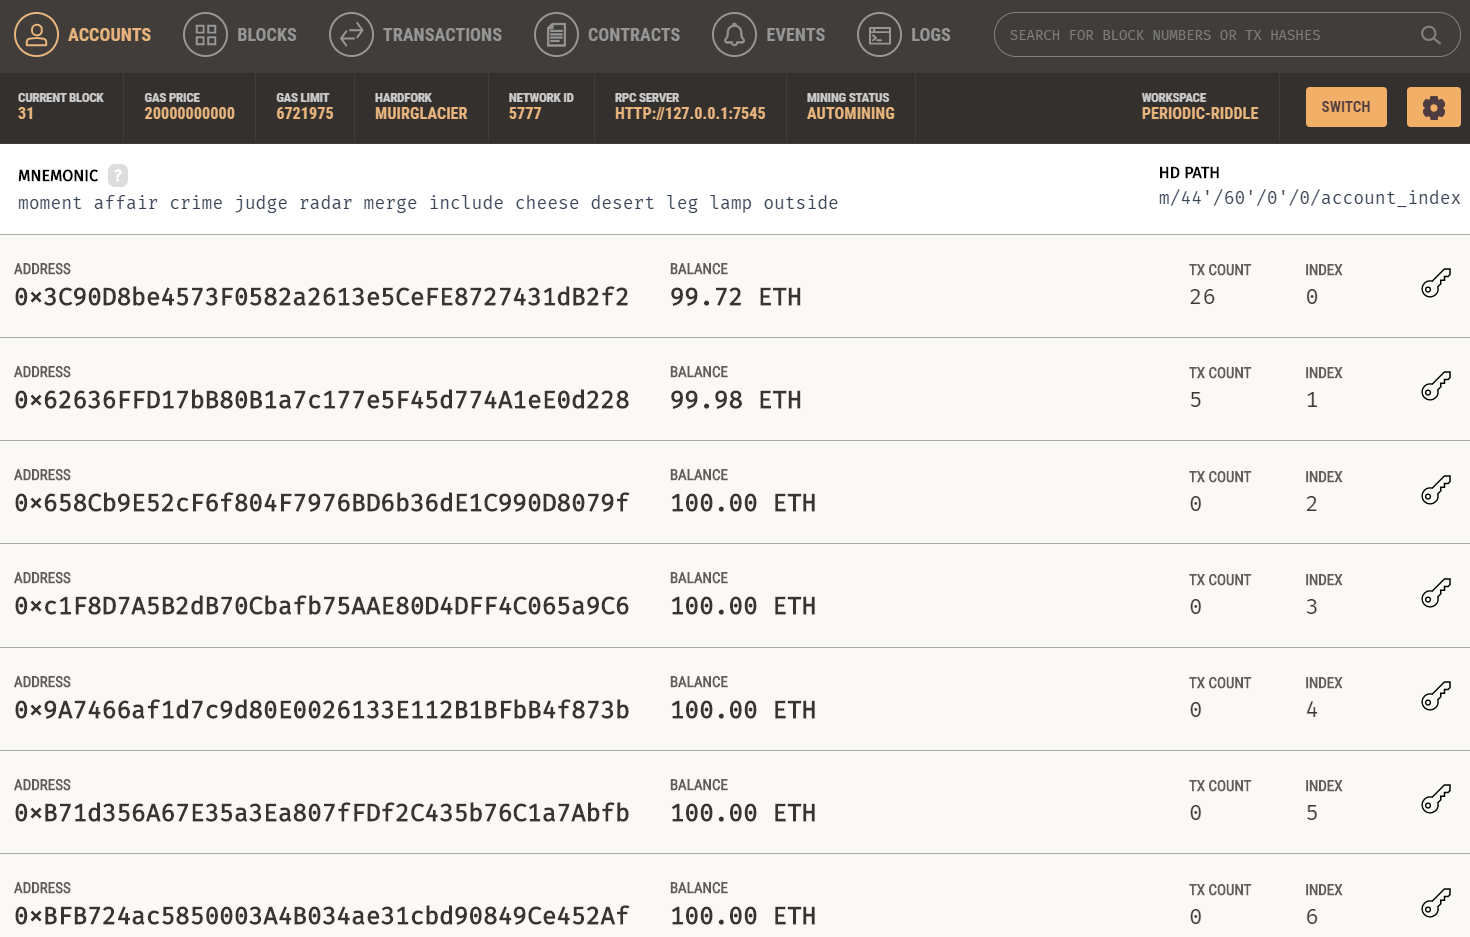 ACCOUNTS BLOCKS TRANSACTIONS CONTRACTS EVENTS LOGS SEARCH FOR BLOCK NUMBERS OR TX HASHES
CURRENT BLOCK GAS PRICE GAS LIMIT HARDFORK NETWORK ID RPC SERVER MINING STATUS WORKSPACE
31 20000000000 6721975 MUIRGLACIER 5777 HTTP://127.0.0.1:7545 AUTOMINING PERIODIC-RIDDLE SWITCH
MNEMONIC ? HD PATH
moment affair crime judge radar merge include cheese desert leg lamp outside m/44'/60'/0'/0/account_index
ADDRESS BALANCE TX COUNT INDEX
0×3C90D8be4573F0582a2613e5CeFE8727431dB2f2 99.72 ETH 26 0
ADDRESS BALANCE TX COUNT INDEX
0×62636FFD17bB80B1a7c177e5F45d774A1eE0d228 99.98 ETH 5 1
ADDRESS BALANCE TX COUNT INDEX
0×658Cb9E52cF6f804F7976BD6b36dE1C990D8079f 100.00 ETH 0 2
ADDRESS BALANCE TX COUNT INDEX
0×c1F8D7A5B2dB70Cbafb75AAE80D4DFF4C065a9C6 100.00 ETH 0 3
ADDRESS BALANCE TX COUNT INDEX
0×9A7466af1d7c9d80E0026133E112B1BFbB4f873b 100.00 ETH 0 4
ADDRESS BALANCE TX COUNT INDEX
0×B71d356A67E35a3Ea807fFDf2C435b76C1a7Abfb 100.00 ETH 0 5
ADDRESS BALANCE TX COUNT INDEX
0×BFB724ac5850003A4B034ae31cbd90849Ce452Af 100.00 ETH 0 6